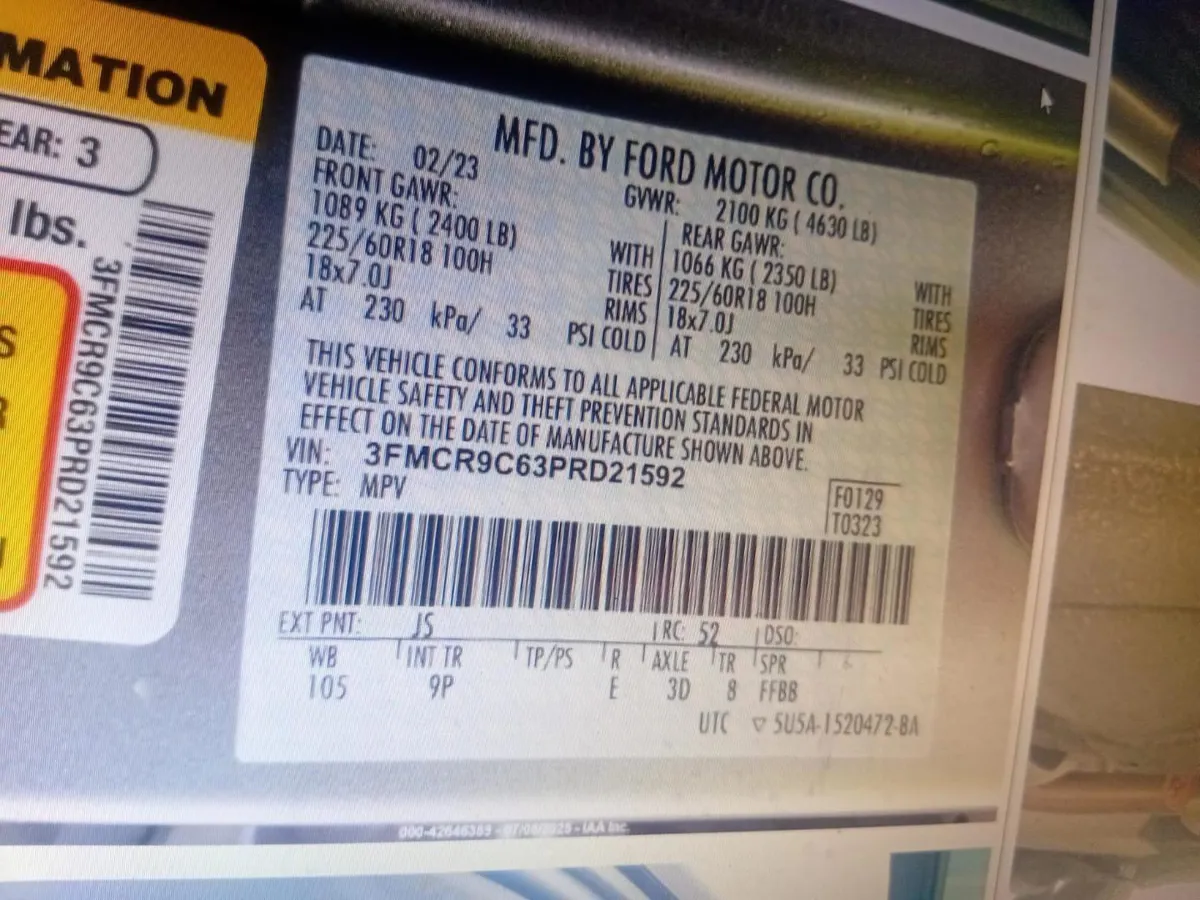 MATION
EAR: 3
lbs.
3FMCR9C63PRD21592
S
R
MFD. BY FORD MOTOR CO.
DATE: 02/23 GVWR: 2100 KG ( 4630 LB)
FRONT GAWR: REAR GAWR:
1089 KG ( 2400 LB) WITH 1066 KG ( 2350 LB) WITH
225/60R18 100H TIRES 225/60R18 100H TIRES
18x7.0J RIMS 18x7.0J RIMS
AT 230 kPa/ 33 PSI COLD AT 230 kPa/ 33 PSI COLD
THIS VEHICLE CONFORMS TO ALL APPLICABLE FEDERAL MOTOR
VEHICLE SAFETY AND THEFT PREVENTION STANDARDS IN
EFFECT ON THE DATE OF MANUFACTURE SHOWN ABOVE.
VIN: 3FMCR9C63PRD21592
TYPE: MPV
F0129
T0323
EXT PNT: JS RC: 52 DSO:
WB INT TR TP/PS R AXLE TR SPR
105 9P E 3D 8 FFBB
UTC ▽ 5U5A-1520472-BA
IAA Inc.